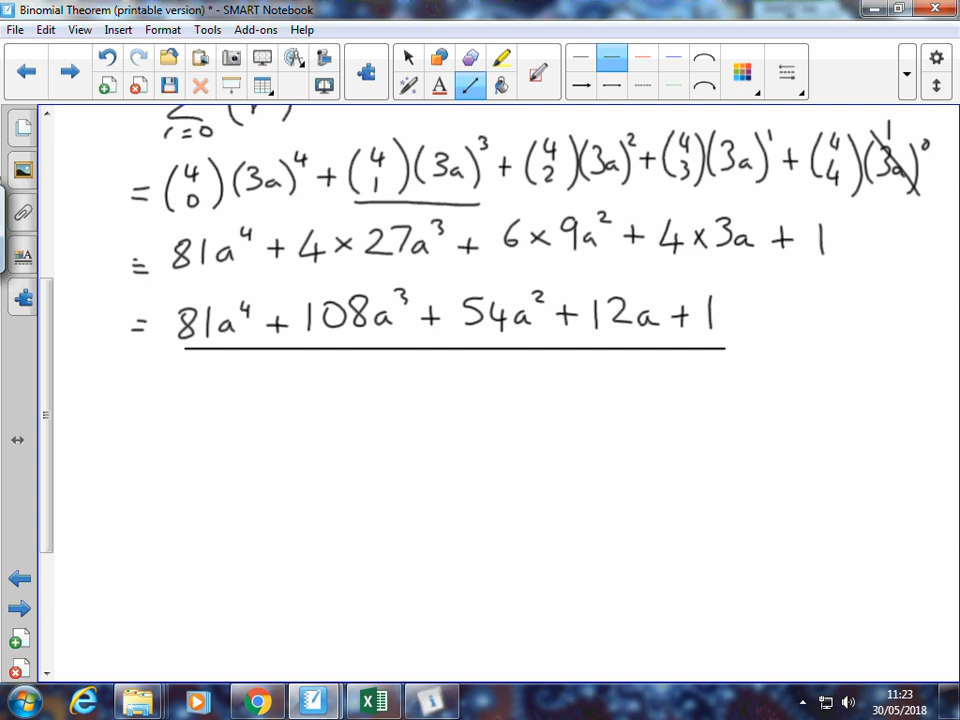 Binomial Theorem (printable version) * - SMART Notebook
File Edit View Insert Format Tools Add-ons Help
r=0
= (4 0)(3a)^4 + (4 1)(3a)^3 + (4 2)(3a)^2 + (4 3)(3a)^1 + (4 4)(3a)^0 1
= 81a^4 + 4 × 27a^3 + 6 × 9a^2 + 4 × 3a + 1
= 81a^4 + 108a^3 + 54a^2 + 12a + 1
11:23
30/05/2018